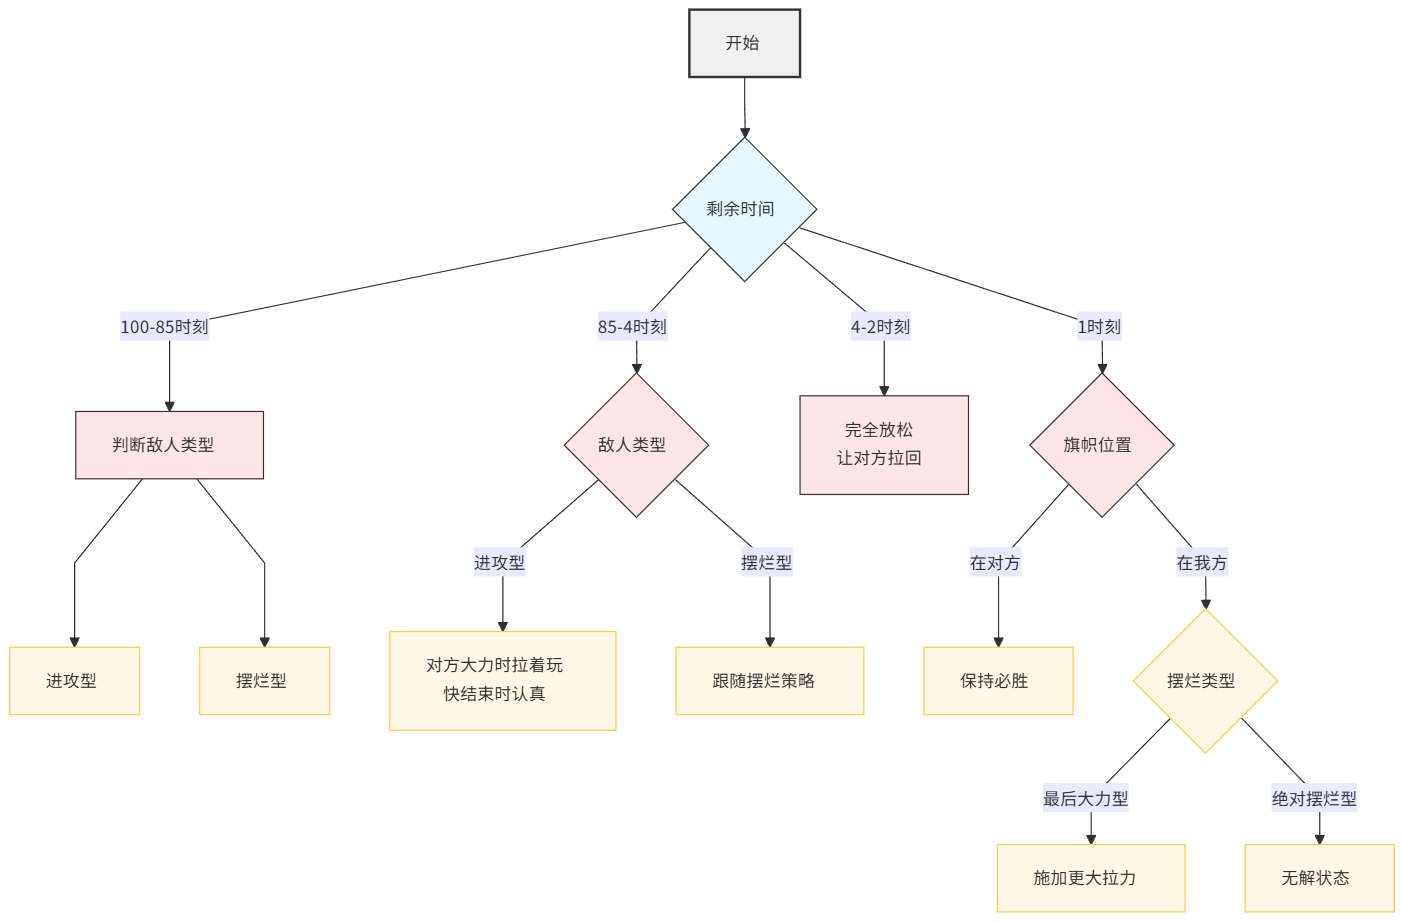 开始
剩余时间
100-85时刻
85-4时刻
4-2时刻
1时刻
判断敌人类型
敌人类型
完全放松
让对方拉回
旗帜位置
进攻型
摆烂型
在对方
在我方
进攻型
摆烂型
对方大力时拉着玩
快结束时认真
跟随摆烂策略
保持必胜
摆烂类型
最后大力型
绝对摆烂型
施加更大拉力
无解状态